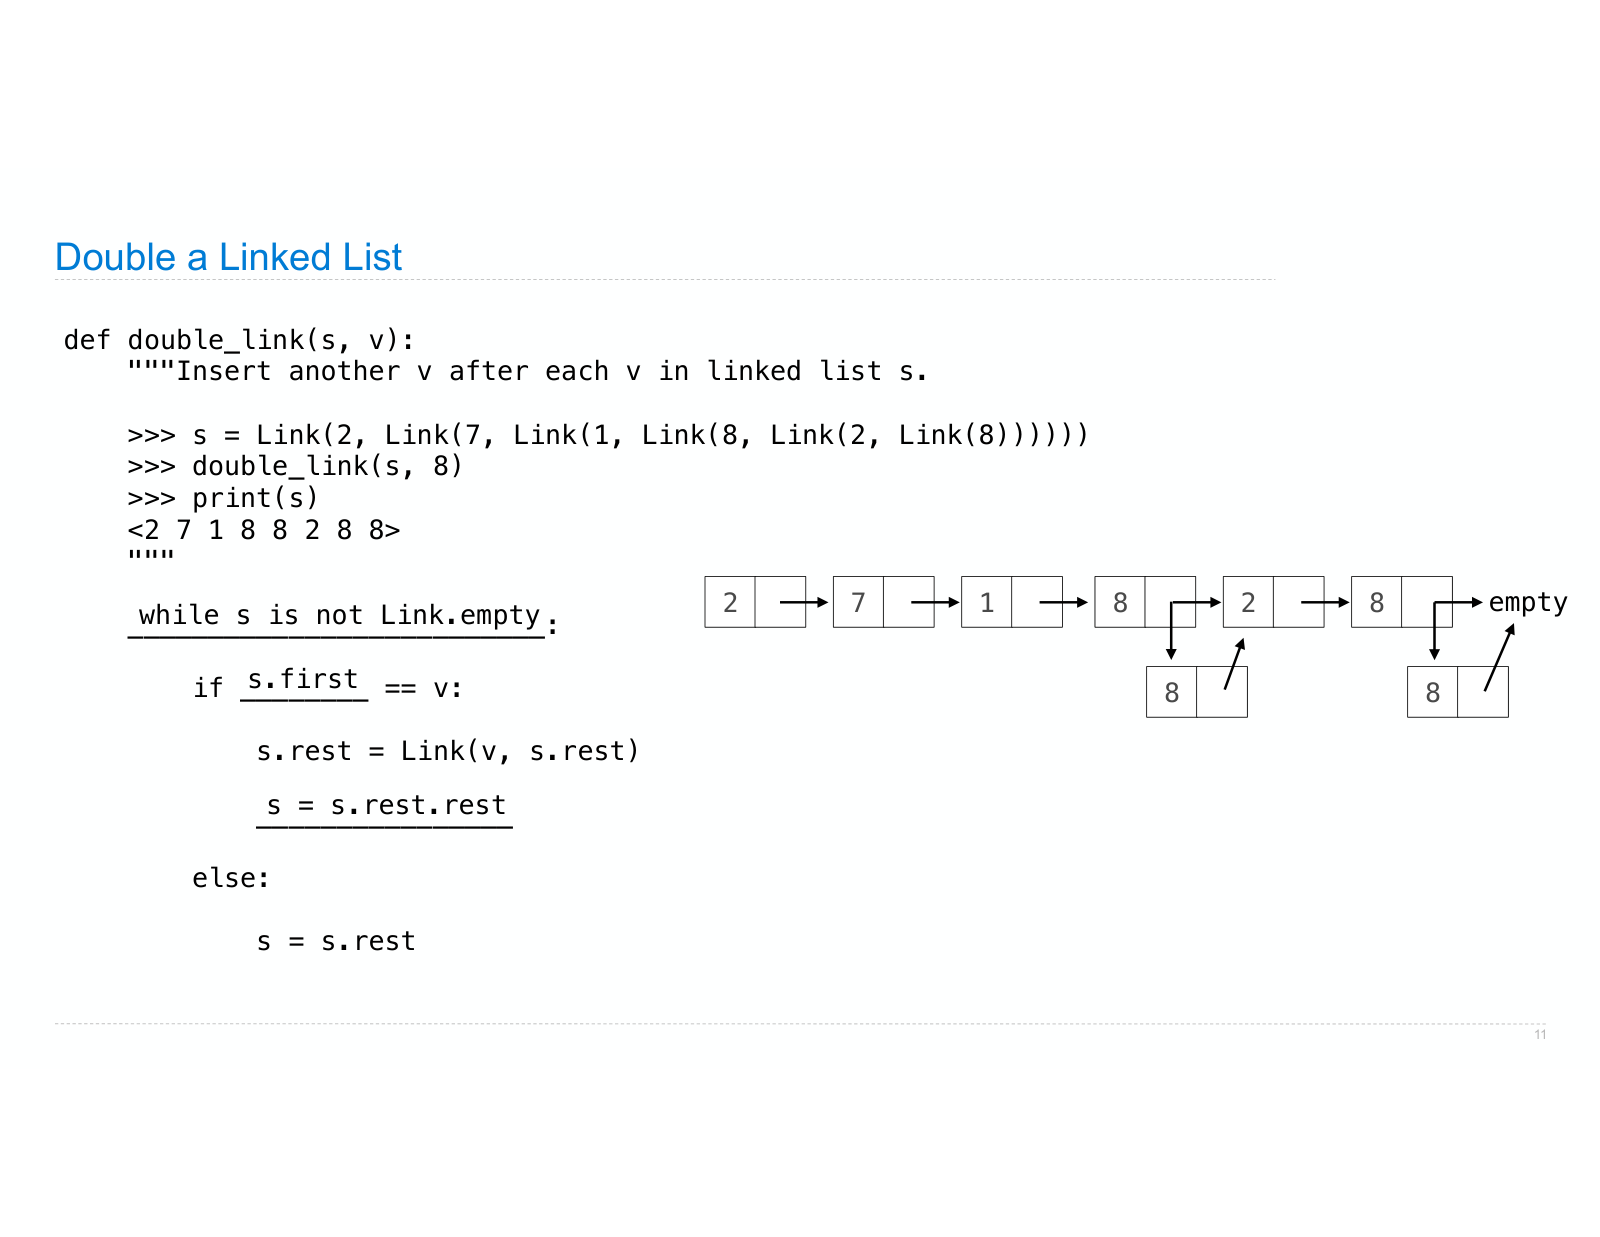 Double a Linked List
def double_link(s, v):
    """Insert another v after each v in linked list s.
    >>> s = Link(2, Link(7, Link(1, Link(8, Link(2, Link(8))))))
    >>> double_link(s, 8)
    >>> print(s)
    <2 7 1 8 8 2 8 8>
    """
2 7 1 8 2 8 empty
    while s is not Link.empty:
        if s.first == v:
8 8
            s.rest = Link(v, s.rest)
            s = s.rest.rest
        else:
            s = s.rest
11